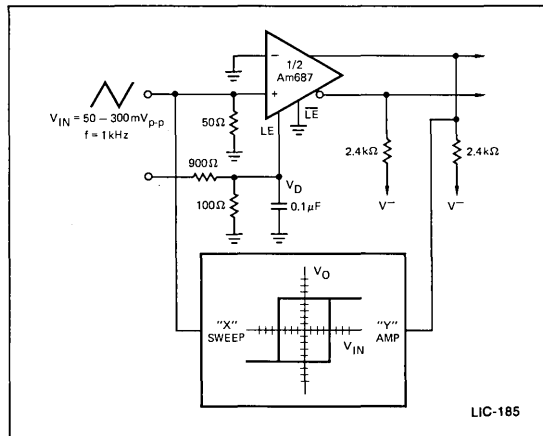 1/2
Am687
−
+
LE
L̅E̅
V_IN = 50 – 300mV_p-p
f = 1kHz
50Ω
900Ω
V_D
100Ω
0.1μF
2.4kΩ
2.4kΩ
V−
V−
V_O
"X"
SWEEP
"Y"
AMP
V_IN
LIC-185